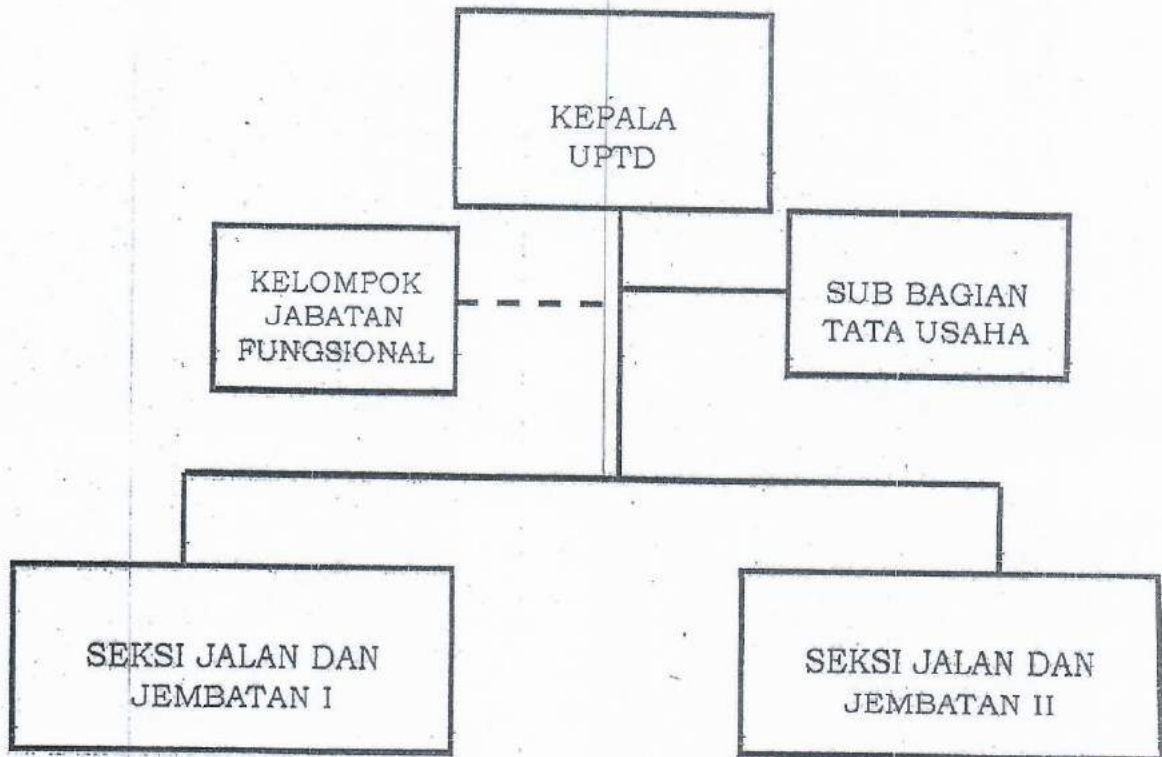 KEPALA
UPTD
KELOMPOK
JABATAN
FUNGSIONAL
SUB BAGIAN
TATA USAHA
SEKSI JALAN DAN
JEMBATAN I
SEKSI JALAN DAN
JEMBATAN II